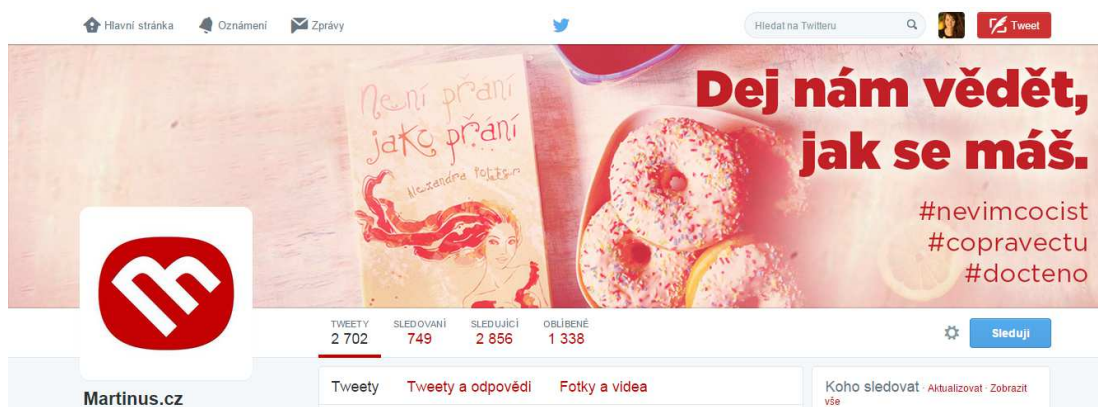 Hlavní stránka Oznámení Zprávy Hledat na Twitteru Tweet
Není přání
jako přání
Alexandra Potter
Dej nám vědět,
jak se máš.
#nevimcocist
#copravectu
#docteno
TWEETY SLEDOVANÍ SLEDUJÍCÍ OBLÍBENÉ
2 702 749 2 856 1 338
Sleduji
Martinus.cz
Tweety Tweety a odpovědi Fotky a videa
Koho sledovat · Aktualizovat · Zobrazit
vše